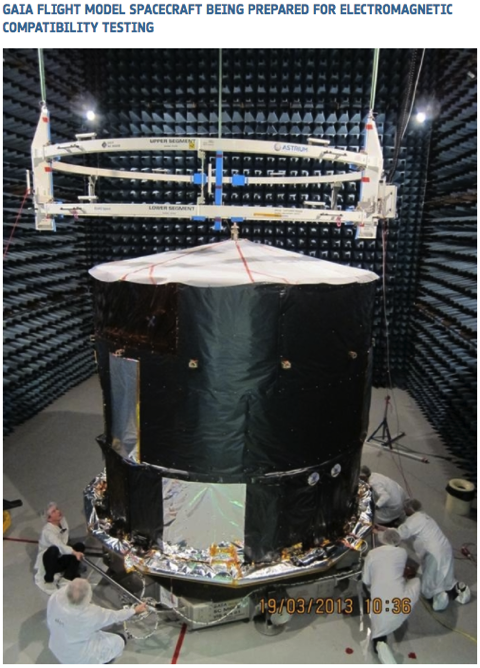 GAIA FLIGHT MODEL SPACECRAFT BEING PREPARED FOR ELECTROMAGNETIC
COMPATIBILITY TESTING
UPPER SEGMENT
ASTRIUM
LOWER SEGMENT
19/03/2013 10:36